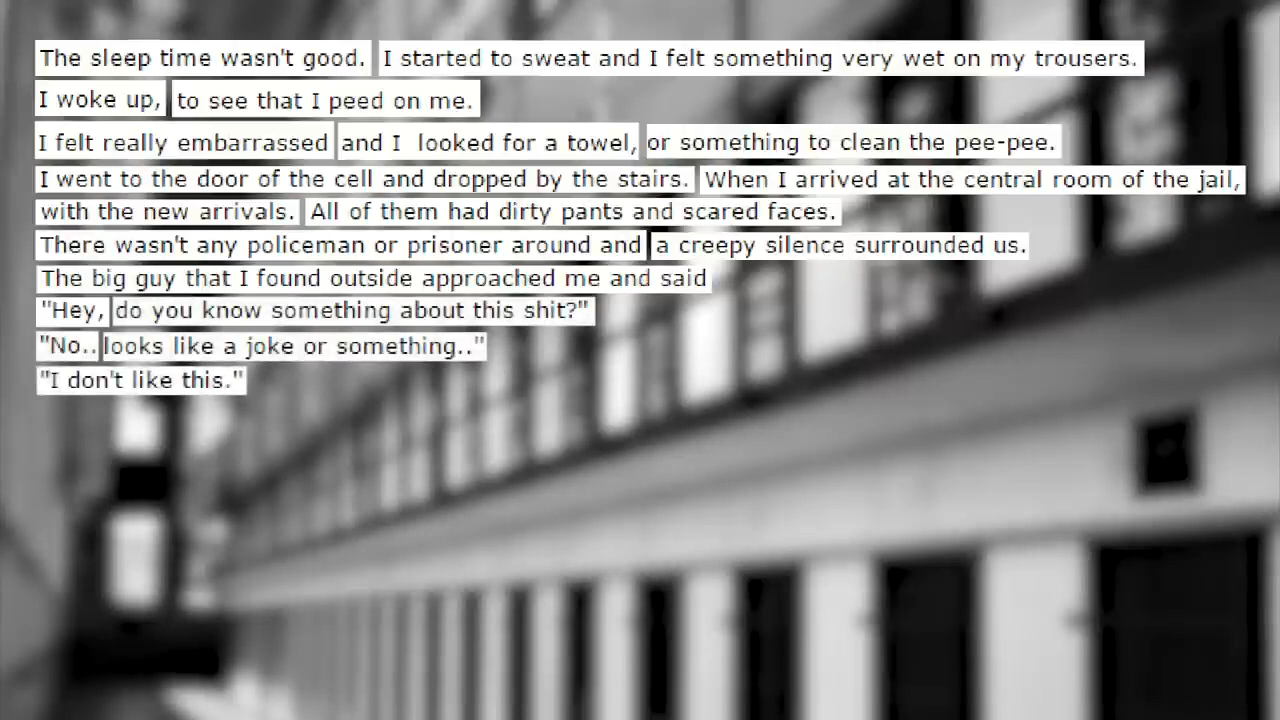 The sleep time wasn't good. I started to sweat and I felt something very wet on my trousers.
I woke up, to see that I peed on me.
I felt really embarrassed and I looked for a towel, or something to clean the pee-pee.
I went to the door of the cell and dropped by the stairs. When I arrived at the central room of the jail,
with the new arrivals. All of them had dirty pants and scared faces.
There wasn't any policeman or prisoner around and a creepy silence surrounded us.
The big guy that I found outside approached me and said
"Hey, do you know something about this shit?"
"No.. looks like a joke or something.."
"I don't like this."